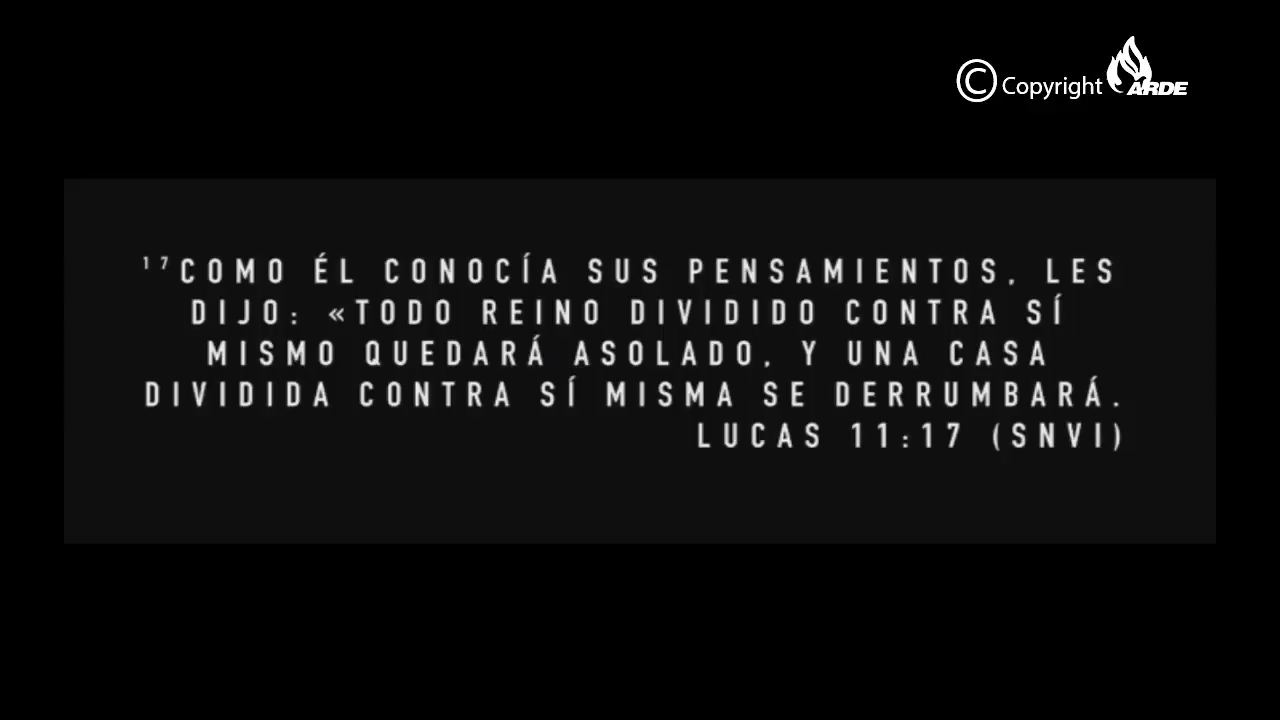 © Copyright ARDE
¹⁷COMO ÉL CONOCÍA SUS PENSAMIENTOS, LES
DIJO: «TODO REINO DIVIDIDO CONTRA SÍ
MISMO QUEDARÁ ASOLADO, Y UNA CASA
DIVIDIDA CONTRA SÍ MISMA SE DERRUMBARÁ.
LUCAS 11:17 (SNVI)